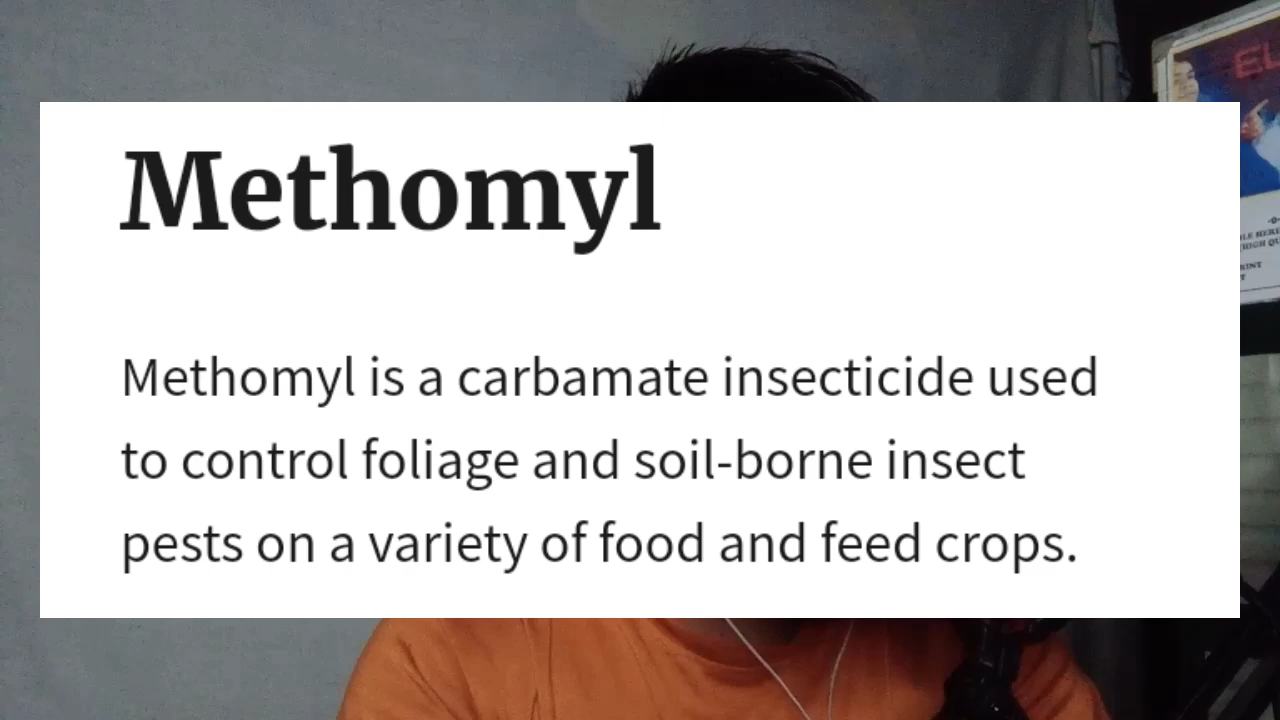 Methomyl
Methomyl is a carbamate insecticide used
to control foliage and soil-borne insect
pests on a variety of food and feed crops.
EL